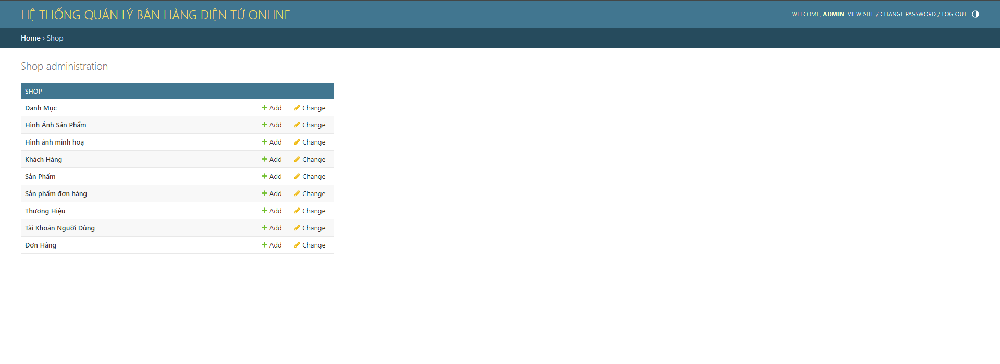 HỆ THỐNG QUẢN LÝ BÁN HÀNG ĐIỆN TỬ ONLINE
WELCOME, ADMIN. VIEW SITE / CHANGE PASSWORD / LOG OUT
Home › Shop
Shop administration
SHOP
Danh Mục Add Change
Hình Ảnh Sản Phẩm Add Change
Hình ảnh minh hoạ Add Change
Khách Hàng Add Change
Sản Phẩm Add Change
Sản phẩm đơn hàng Add Change
Thương Hiệu Add Change
Tài Khoản Người Dùng Add Change
Đơn Hàng Add Change